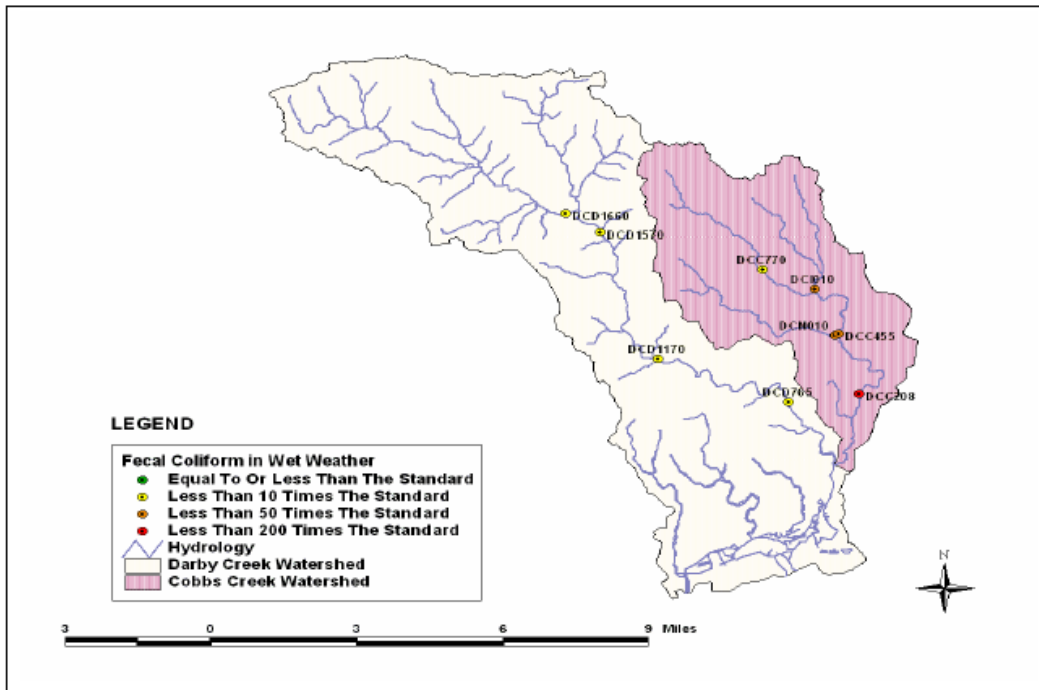 DCD1660
DCD1570
DCC770
DCI010
DCN010
DCC455
DCD1170
DCD765
DCC208
LEGEND
Fecal Coliform in Wet Weather
Equal To Or Less Than The Standard
Less Than 10 Times The Standard
Less Than 50 Times The Standard
Less Than 200 Times The Standard
Hydrology
Darby Creek Watershed
Cobbs Creek Watershed
N
3 0 3 6 9 Miles